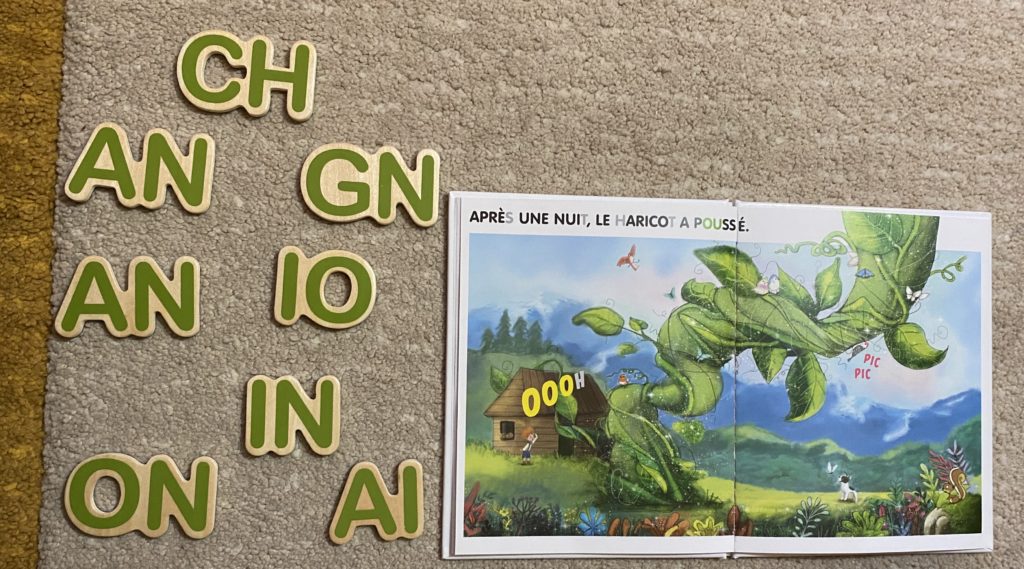 CH
AN GN
AN IO
IN
ON AI
APRÈS UNE NUIT, LE HARICOT A POUSSÉ.
OOOH
PIC
PIC